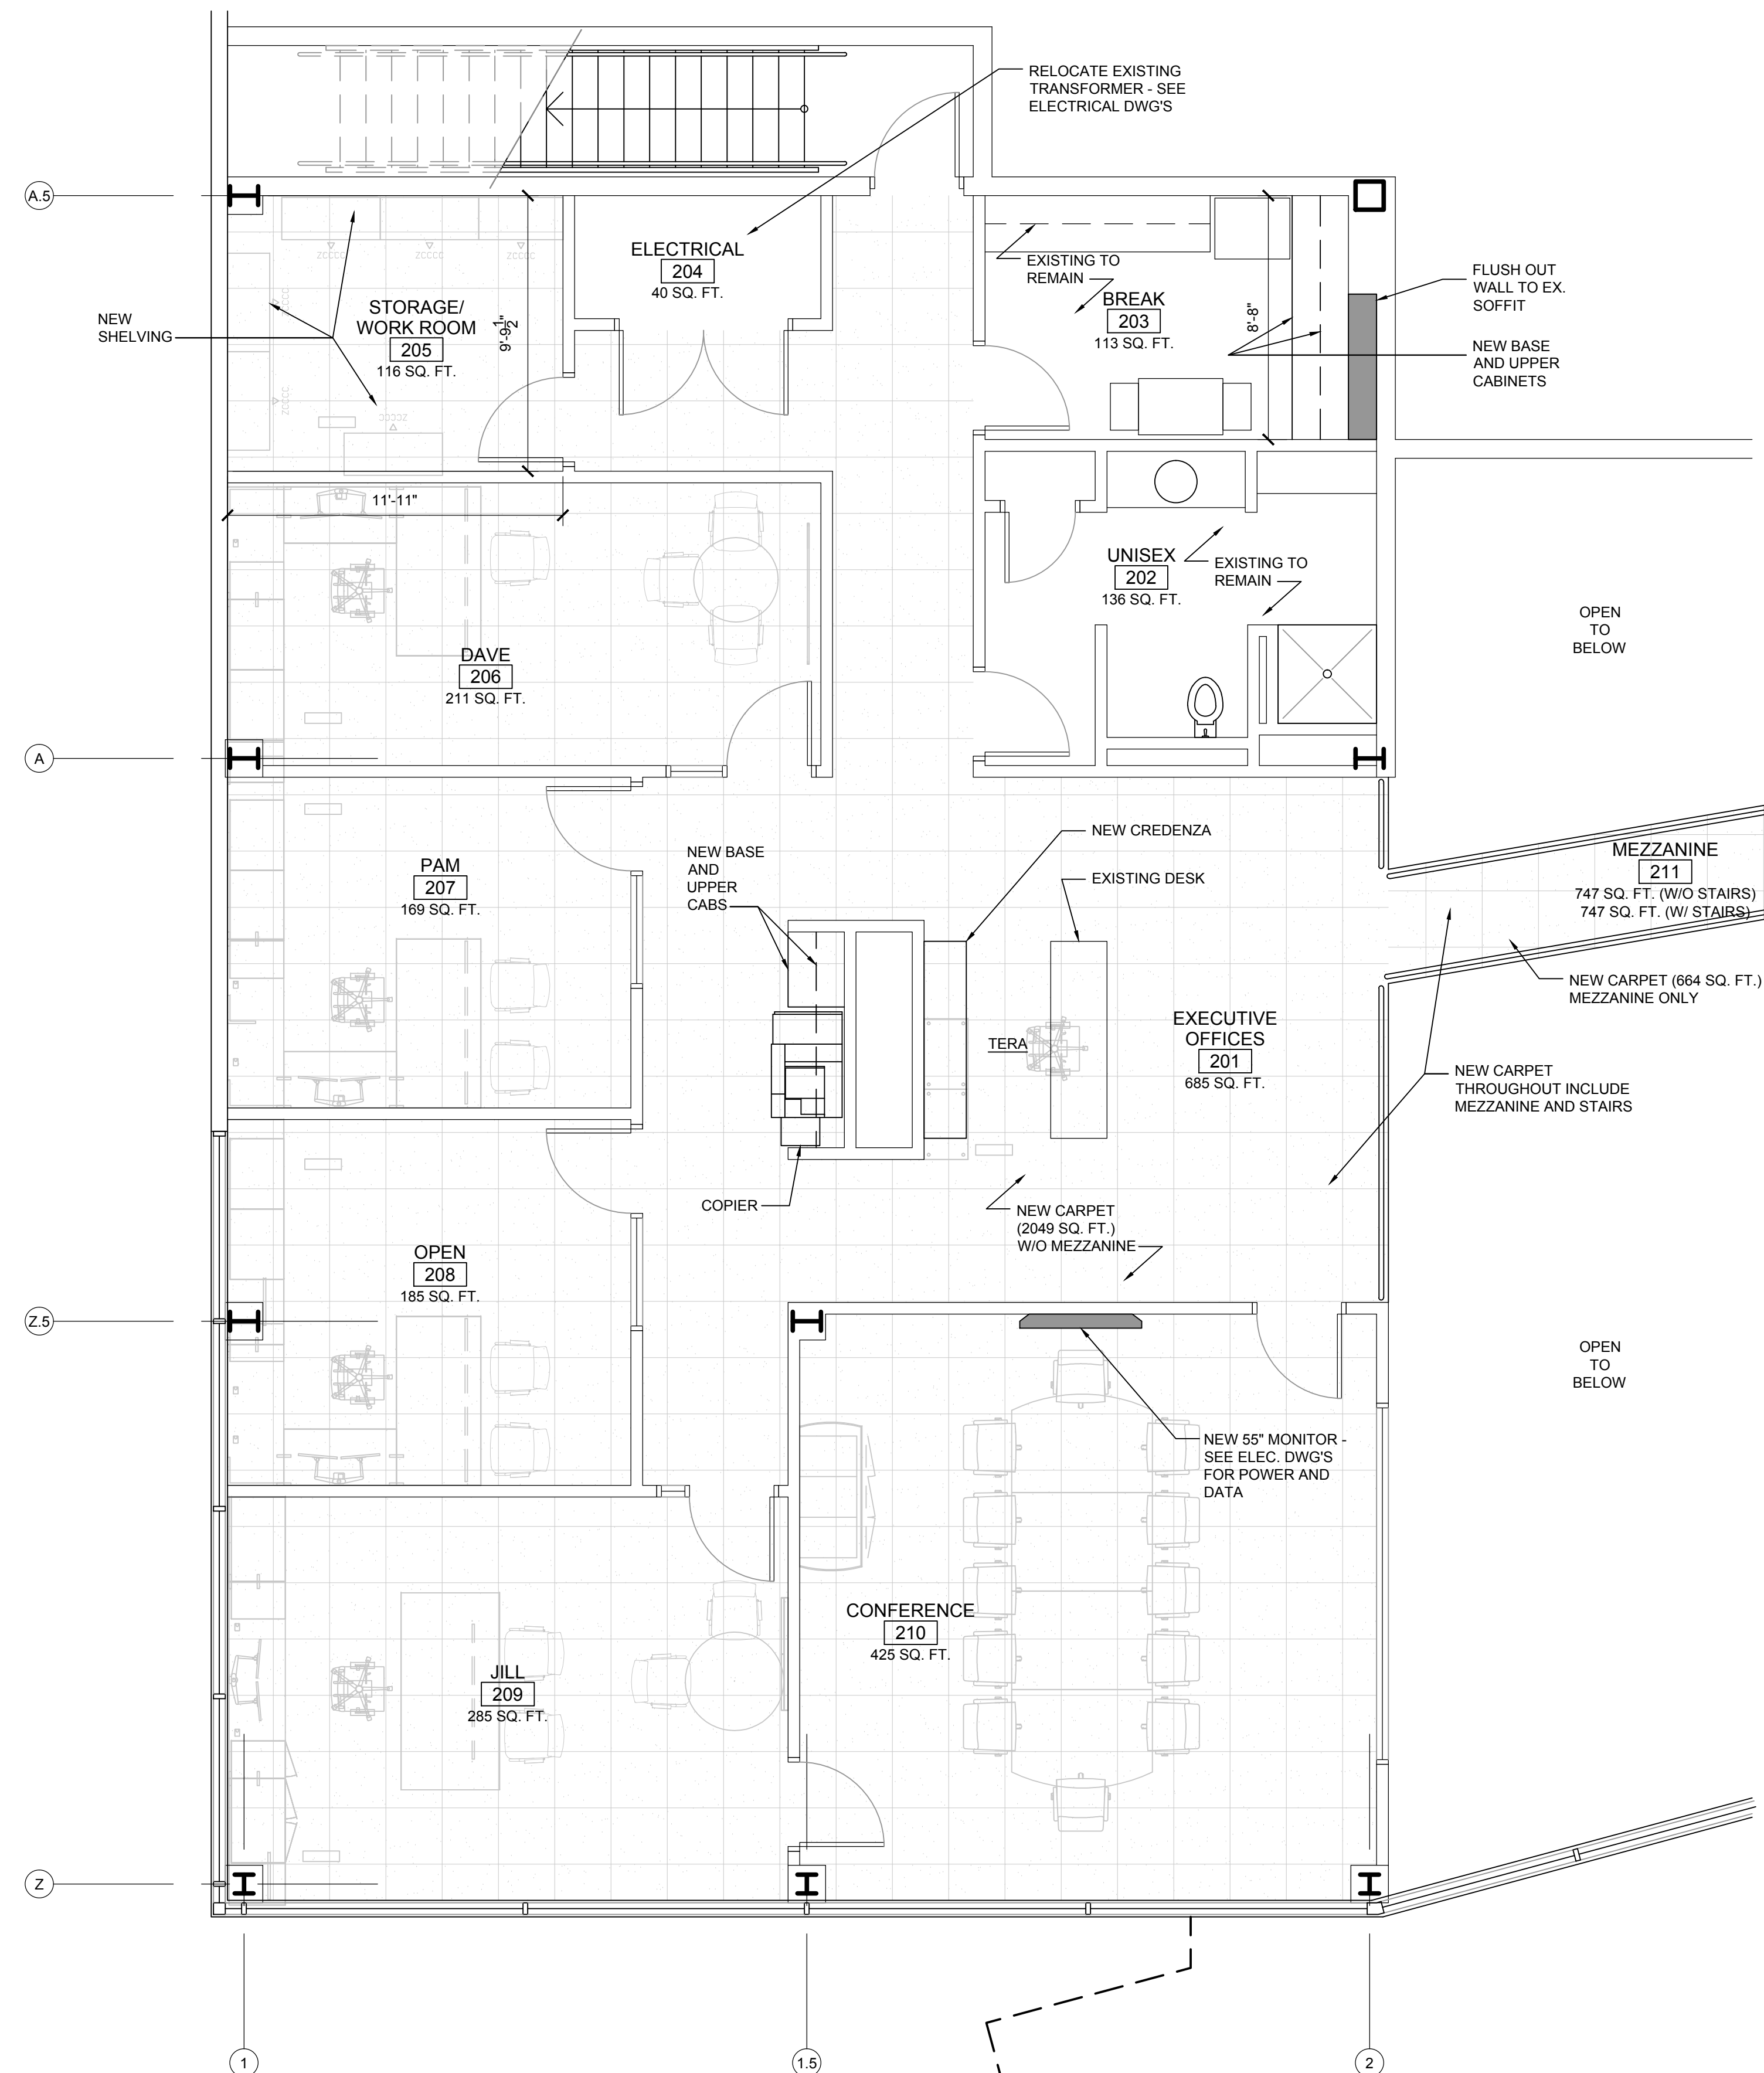 RELOCATE EXISTING
TRANSFORMER - SEE
ELECTRICAL DWG'S
A.5
ELECTRICAL
204
40 SQ. FT.
ZCCCC
ZCCCC
ZCCCC
ZCCCC
ZCCCC
ZCCCC
NEW
SHELVING
STORAGE/
WORK ROOM
205
116 SQ. FT.
9'-9 1/2"
EXISTING TO
REMAIN
BREAK
203
113 SQ. FT.
8'-8"
FLUSH OUT
WALL TO EX.
SOFFIT
NEW BASE
AND UPPER
CABINETS
11'-11"
UNISEX
202
136 SQ. FT.
EXISTING TO
REMAIN
OPEN
TO
BELOW
DAVE
206
211 SQ. FT.
A
PAM
207
169 SQ. FT.
NEW BASE
AND
UPPER
CABS
NEW CREDENZA
EXISTING DESK
MEZZANINE
211
747 SQ. FT. (W/O STAIRS)
747 SQ. FT. (W/ STAIRS)
NEW CARPET (664 SQ. FT.)
MEZZANINE ONLY
TERA
EXECUTIVE
OFFICES
201
685 SQ. FT.
NEW CARPET
THROUGHOUT INCLUDE
MEZZANINE AND STAIRS
COPIER
NEW CARPET
(2049 SQ. FT.)
W/O MEZZANINE
OPEN
208
185 SQ. FT.
Z.5
OPEN
TO
BELOW
NEW 55" MONITOR -
SEE ELEC. DWG'S
FOR POWER AND
DATA
CONFERENCE
210
425 SQ. FT.
JILL
209
285 SQ. FT.
Z
1
1.5
2